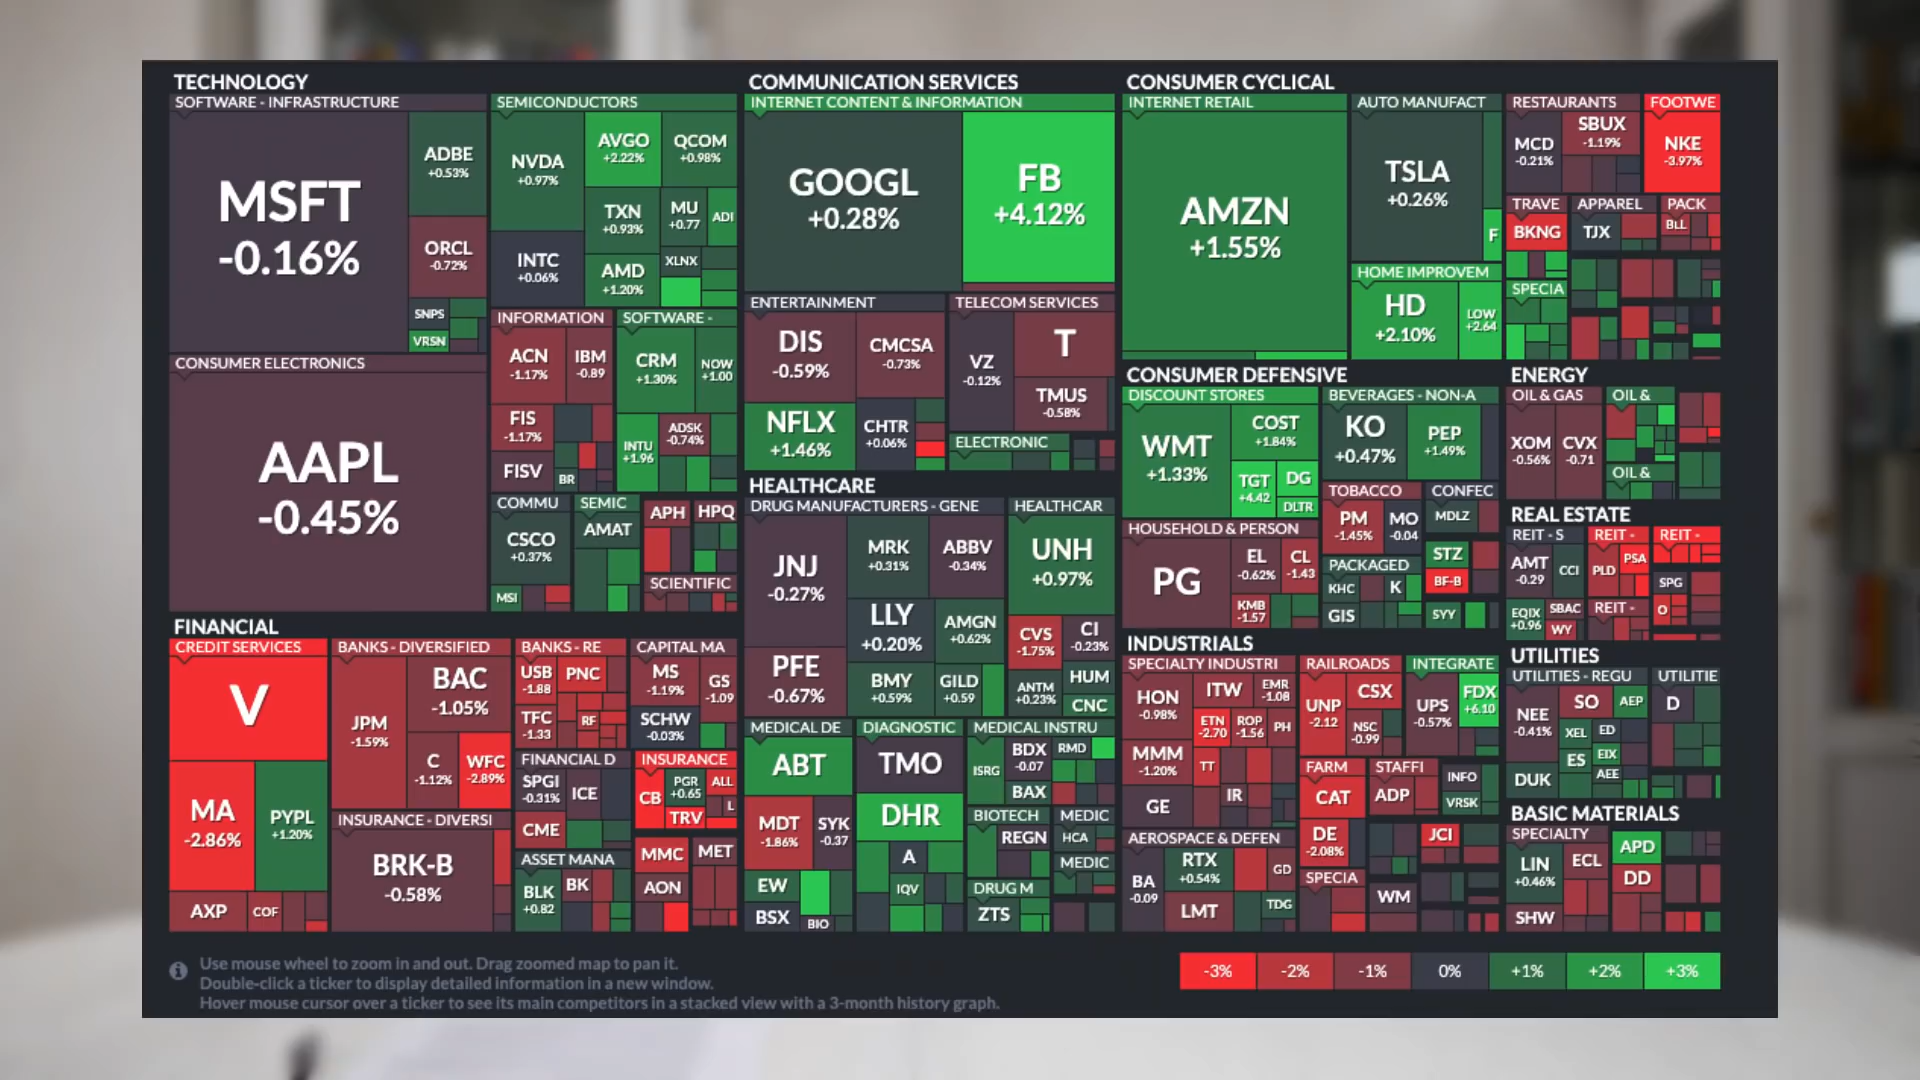 TECHNOLOGY
SOFTWARE - INFRASTRUCTURE
MSFT
-0.16%
ADBE
+0.53%
ORCL
-0.72%
SNPS
VRSN
SEMICONDUCTORS
NVDA
+0.97%
AVGO
+2.22%
QCOM
+0.98%
TXN
+0.93%
MU
+0.77
ADI
INTC
+0.06%
AMD
+1.20%
XLNX
CONSUMER ELECTRONICS
AAPL
-0.45%
INFORMATION
ACN
-1.17%
IBM
-0.89
FIS
-1.17%
FISV
BR
SOFTWARE -
CRM
+1.30%
NOW
+1.00
INTU
+1.96
ADSK
-0.74%
COMMU
CSCO
+0.37%
MSI
SEMIC
AMAT
APH
HPQ
SCIENTIFIC
COMMUNICATION SERVICES
INTERNET CONTENT & INFORMATION
GOOGL
+0.28%
FB
+4.12%
ENTERTAINMENT
DIS
-0.59%
CMCSA
-0.73%
NFLX
+1.46%
CHTR
+0.06%
TELECOM SERVICES
VZ
-0.12%
T
TMUS
-0.58%
ELECTRONIC
CONSUMER CYCLICAL
INTERNET RETAIL
AMZN
+1.55%
AUTO MANUFACT
TSLA
+0.26%
F
HOME IMPROVEM
HD
+2.10%
LOW
+2.64
RESTAURANTS
MCD
-0.21%
SBUX
-1.19%
FOOTWE
NKE
-3.97%
TRAVE
BKNG
APPAREL
TJX
PACK
BLL
SPECIA
FINANCIAL
CREDIT SERVICES
V
MA
-2.86%
PYPL
+1.20%
AXP
COF
BANKS - DIVERSIFIED
JPM
-1.59%
BAC
-1.05%
C
-1.12%
WFC
-2.89%
INSURANCE - DIVERSI
BRK-B
-0.58%
BANKS - RE
USB
-1.88
PNC
TFC
-1.33
RF
FINANCIAL D
SPGI
-0.31%
ICE
CME
ASSET MANA
BLK
+0.82
BK
CAPITAL MA
MS
-1.19%
GS
-1.09
SCHW
-0.03%
INSURANCE
CB
PGR
+0.65
ALL
L
TRV
MMC
MET
AON
HEALTHCARE
DRUG MANUFACTURERS - GENE
JNJ
-0.27%
MRK
+0.31%
ABBV
-0.34%
LLY
+0.20%
AMGN
+0.62%
PFE
-0.67%
BMY
+0.59%
GILD
+0.59
HEALTHCAR
UNH
+0.97%
CVS
-1.75%
CI
-0.23%
ANTM
+0.23%
HUM
CNC
MEDICAL DE
ABT
MDT
-1.86%
SYK
-0.37
EW
BSX
BIO
DIAGNOSTIC
TMO
DHR
A
IQV
MEDICAL INSTRU
ISRG
BDX
-0.07
RMD
BAX
BIOTECH
REGN
MEDIC
HCA
MEDIC
DRUG M
ZTS
CONSUMER DEFENSIVE
DISCOUNT STORES
WMT
+1.33%
COST
+1.84%
TGT
+4.42
DG
DLTR
BEVERAGES - NON-A
KO
+0.47%
PEP
+1.49%
HOUSEHOLD & PERSON
PG
EL
-0.62%
CL
-1.43
KMB
-1.57
TOBACCO
PM
-1.45%
MO
-0.04
CONFEC
MDLZ
PACKAGED
KHC
K
GIS
STZ
BF-B
SYY
ENERGY
OIL & GAS
XOM
-0.56%
CVX
-0.71
OIL &
OIL &
REAL ESTATE
REIT - S
AMT
-0.29
CCI
EQIX
+0.96
SBAC
WY
REIT -
PLD
PSA
REIT -
REIT -
SPG
O
INDUSTRIALS
SPECIALTY INDUSTRI
HON
-0.98%
ITW
EMR
-1.08
ETN
-2.70
ROP
-1.56
PH
MMM
-1.20%
TT
GE
IR
AEROSPACE & DEFEN
BA
-0.09
RTX
+0.54%
GD
LMT
TDG
RAILROADS
UNP
-2.12
CSX
NSC
-0.99
INTEGRATE
UPS
-0.57%
FDX
+6.10
FARM
CAT
DE
-2.08%
SPECIA
STAFFI
ADP
INFO
VRSK
JCI
WM
UTILITIES
UTILITIES - REGU
NEE
-0.41%
SO
AEP
XEL
ED
ES
EIX
DUK
AEE
UTILITIE
D
BASIC MATERIALS
SPECIALTY
LIN
+0.46%
ECL
APD
DD
SHW
Use mouse wheel to zoom in and out. Drag zoomed map to pan it.
Double-click a ticker to display detailed information in a new window.
Hover mouse cursor over a ticker to see its main competitors in a stacked view with a 3-month history graph.
-3%
-2%
-1%
0%
+1%
+2%
+3%